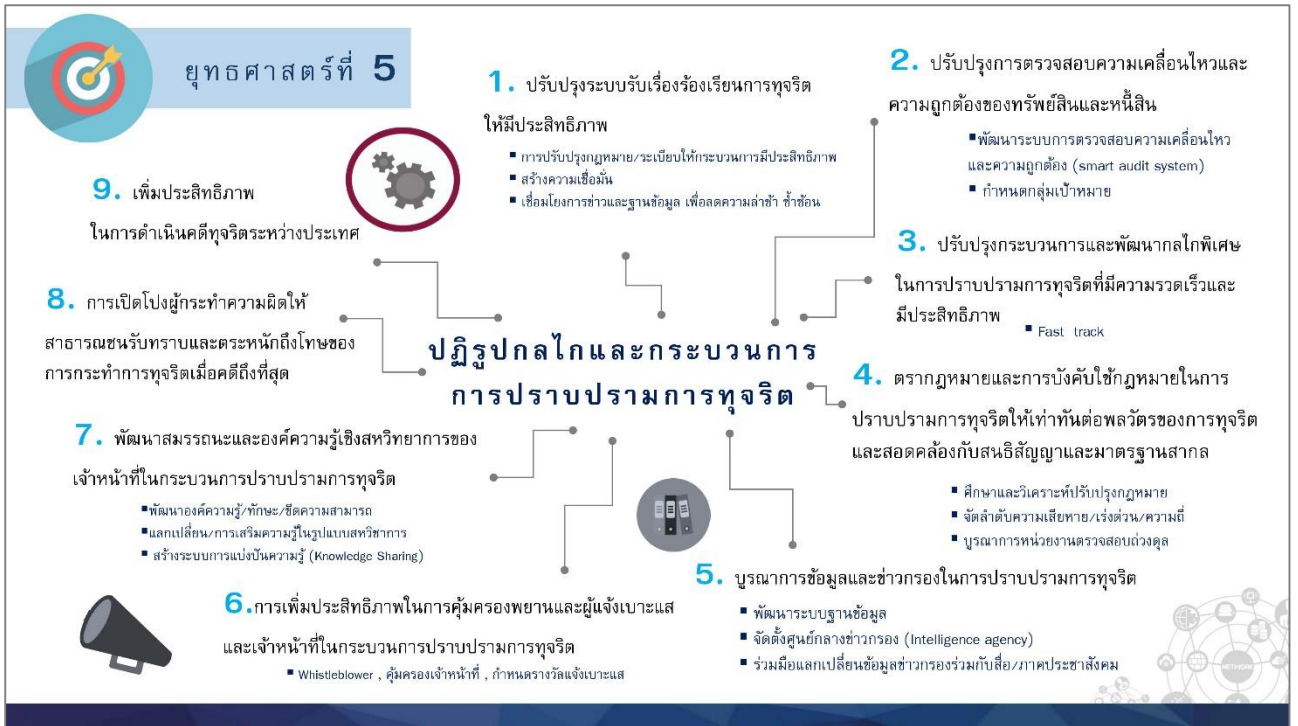 ยุทธศาสตร์ที่ 5
1. ปรับปรุงระบบรับเรื่องร้องเรียนการทุจริต
ให้มีประสิทธิภาพ
▪ การปรับปรุงกฎหมาย/ระเบียบให้กระบวนการมีประสิทธิภาพ
▪ สร้างความเชื่อมั่น
▪ เชื่อมโยงการข่าวและฐานข้อมูล เพื่อลดความล่าช้า ซ้ำซ้อน
2. ปรับปรุงการตรวจสอบความเคลื่อนไหวและ
ความถูกต้องของทรัพย์สินและหนี้สิน
▪พัฒนาระบบการตรวจสอบความเคลื่อนไหว
และความถูกต้อง (smart audit system)
▪ กำหนดกลุ่มเป้าหมาย
3. ปรับปรุงกระบวนการและพัฒนากลไกพิเศษ
ในการปราบปรามการทุจริตที่มีความรวดเร็วและ
มีประสิทธิภาพ
▪ Fast track
ปฏิรูปกลไกและกระบวนการ
การปราบปรามการทุจริต
4. ตรากฎหมายและการบังคับใช้กฎหมายในการ
ปราบปรามการทุจริตให้เท่าทันต่อพลวัตรของการทุจริต
และสอดคล้องกับสนธิสัญญาและมาตรฐานสากล
▪ ศึกษาและวิเคราะห์ปรับปรุงกฎหมาย
▪ จัดลำดับความเสียหาย/เร่งด่วน/ความถี่
▪ บูรณาการหน่วยงานตรวจสอบถ่วงดุล
5. บูรณาการข้อมูลและข่าวกรองในการปราบปรามการทุจริต
▪ พัฒนาระบบฐานข้อมูล
▪ จัดตั้งศูนย์กลางข่าวกรอง (Intelligence agency)
▪ ร่วมมือแลกเปลี่ยนข้อมูลข่าวกรองร่วมกับสื่อ/ภาคประชาสังคม
6.การเพิ่มประสิทธิภาพในการคุ้มครองพยานและผู้แจ้งเบาะแส
และเจ้าหน้าที่ในกระบวนการปราบปรามการทุจริต
▪ Whistleblower , คุ้มครองเจ้าหน้าที่ , กำหนดรางวัลแจ้งเบาะแส
7. พัฒนาสมรรถนะและองค์ความรู้เชิงสหวิทยาการของ
เจ้าหน้าที่ในกระบวนการปราบปรามการทุจริต
▪พัฒนาองค์ความรู้/ทักษะ/ขีดความสามารถ
▪แลกเปลี่ยน/การเสริมความรู้ในรูปแบบสหวิชาการ
▪ สร้างระบบการแบ่งปันความรู้ (Knowledge Sharing)
8. การเปิดโปงผู้กระทำความผิดให้
สาธารณชนรับทราบและตระหนักถึงโทษของ
การกระทำการทุจริตเมื่อคดีถึงที่สุด
9. เพิ่มประสิทธิภาพ
ในการดำเนินคดีทุจริตระหว่างประเทศ
NETWORK